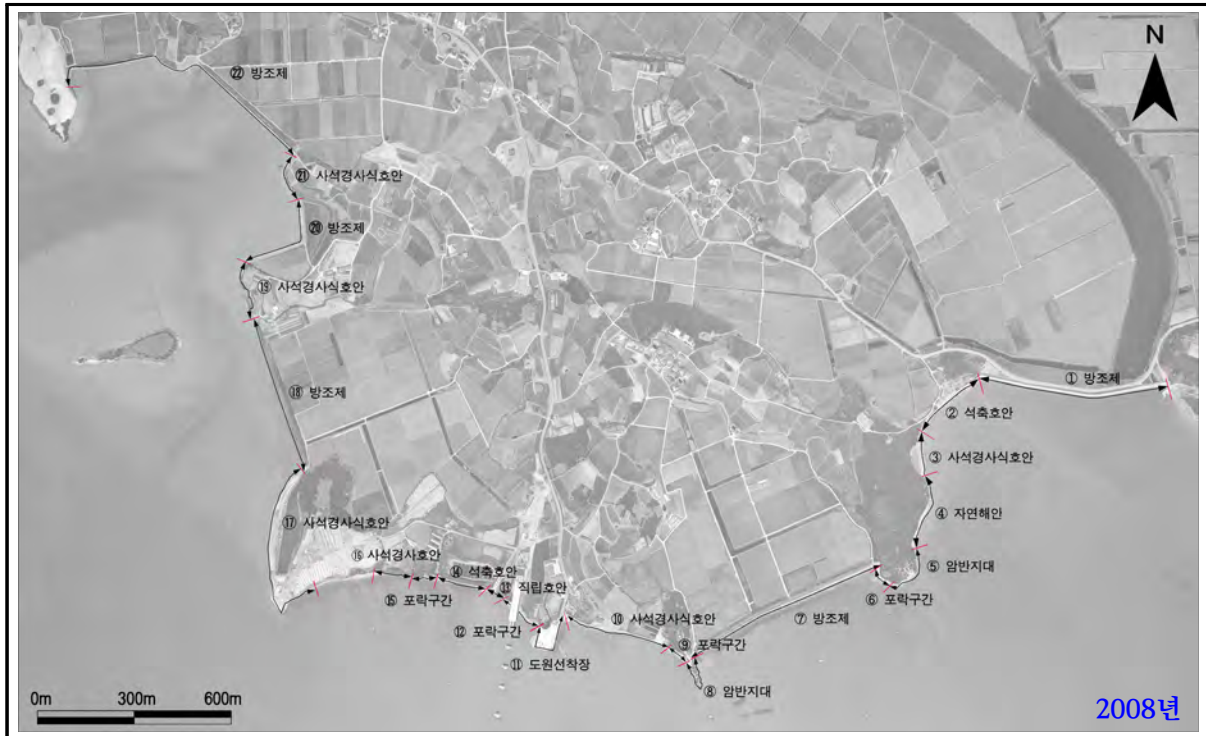 N
㉒ 방조제
㉑ 사석경사식호안
⑳ 방조제
⑲ 사석경사식호안
⑱ 방조제
① 방조제
② 석축호안
③ 사석경사식호안
④ 자연해안
⑤ 암반지대
⑥ 포락구간
⑦ 방조제
⑧ 암반지대
⑨ 포락구간
⑩ 사석경사식호안
⑪ 도원선착장
⑫ 포락구간
⑬ 직립호안
⑭ 석축호안
⑮ 포락구간
⑯ 사석경사호안
⑰ 사석경사식호안
0m 300m 600m
2008년